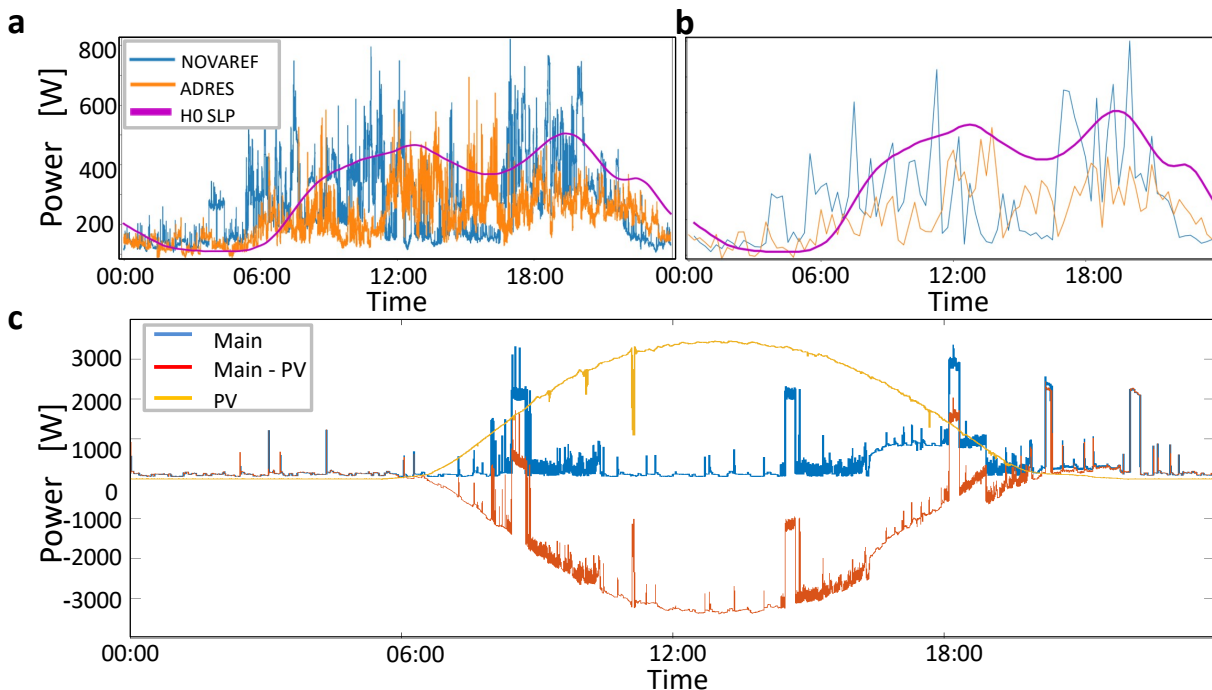 a
b
800
600
400
200
Power [W]
NOVAREF
ADRES
H0 SLP
00:00 06:00 12:00 18:00 00:00 06:00 12:00 18:00
Time Time
c
3000
2000
1000
0
-1000
-2000
-3000
Power [W]
Main
Main - PV
PV
00:00 06:00 12:00 18:00
Time